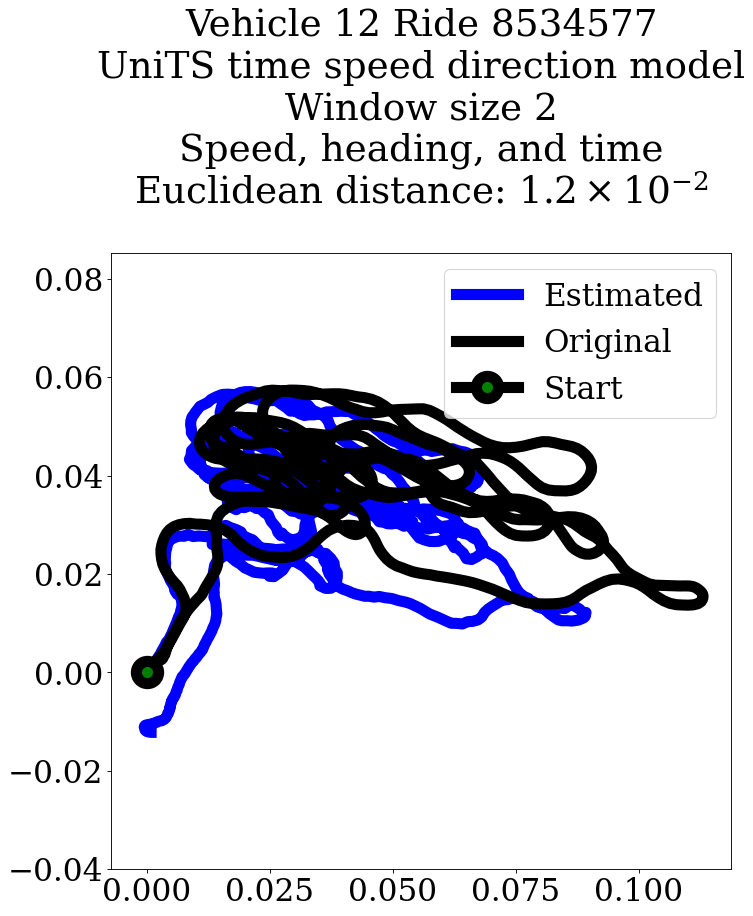 Vehicle 12 Ride 8534577
UniTS time speed direction model
Window size 2
Speed, heading, and time
Euclidean distance: 1.2 × 10⁻²
Estimated
Original
Start
0.08
0.06
0.04
0.02
0.00
−0.02
−0.04
0.000 0.025 0.050 0.075 0.100